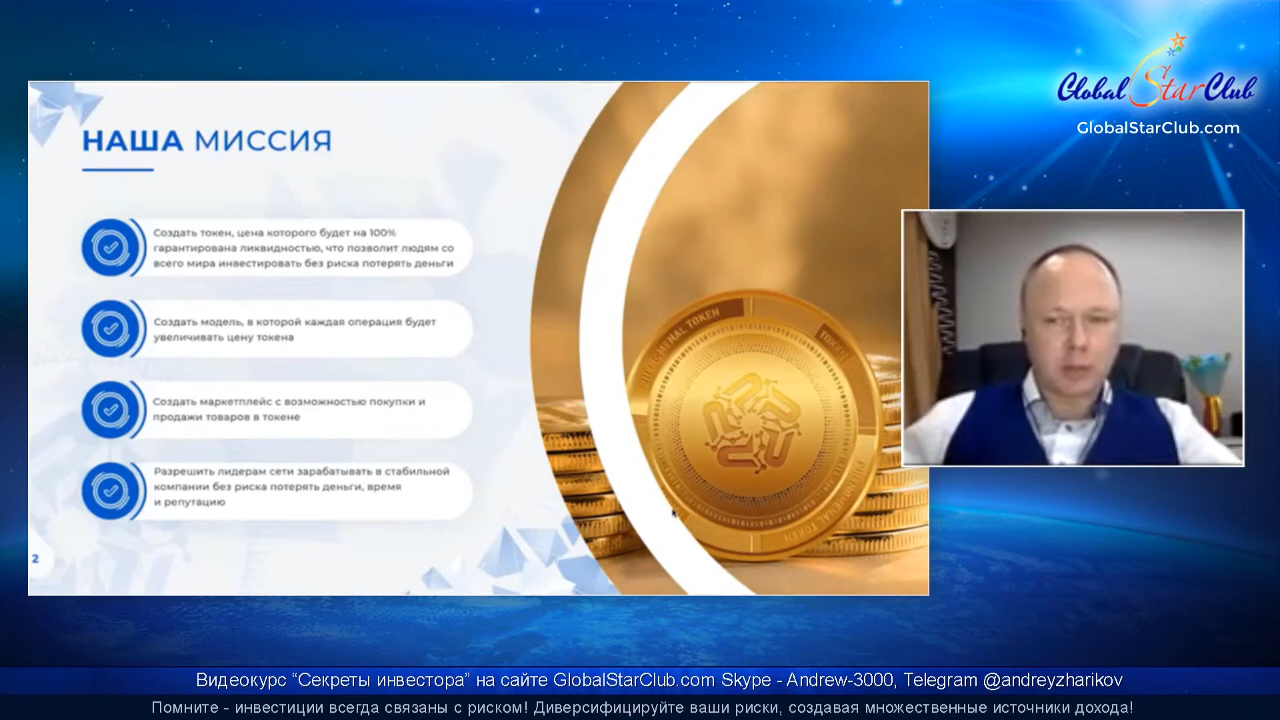 Global Star Club
GlobalStarClub.com
НАША МИССИЯ
Создать токен, цена которого будет на 100%
гарантирована ликвидностью, что позволит людям со
всего мира инвестировать без риска потерять деньги
Создать модель, в которой каждая операция будет
увеличивать цену токена
Создать маркетплейс с возможностью покупки и
продажи товаров в токене
Разрешить лидерам сети зарабатывать в стабильной
компании без риска потерять деньги, время
и репутацию
2
TOKEN
Видеокурс “Секреты инвестора” на сайте GlobalStarClub.com Skype - Andrew-3000, Telegram @andreyzharikov
Помните - инвестиции всегда связаны с риском! Диверсифицируйте ваши риски, создавая множественные источники дохода!